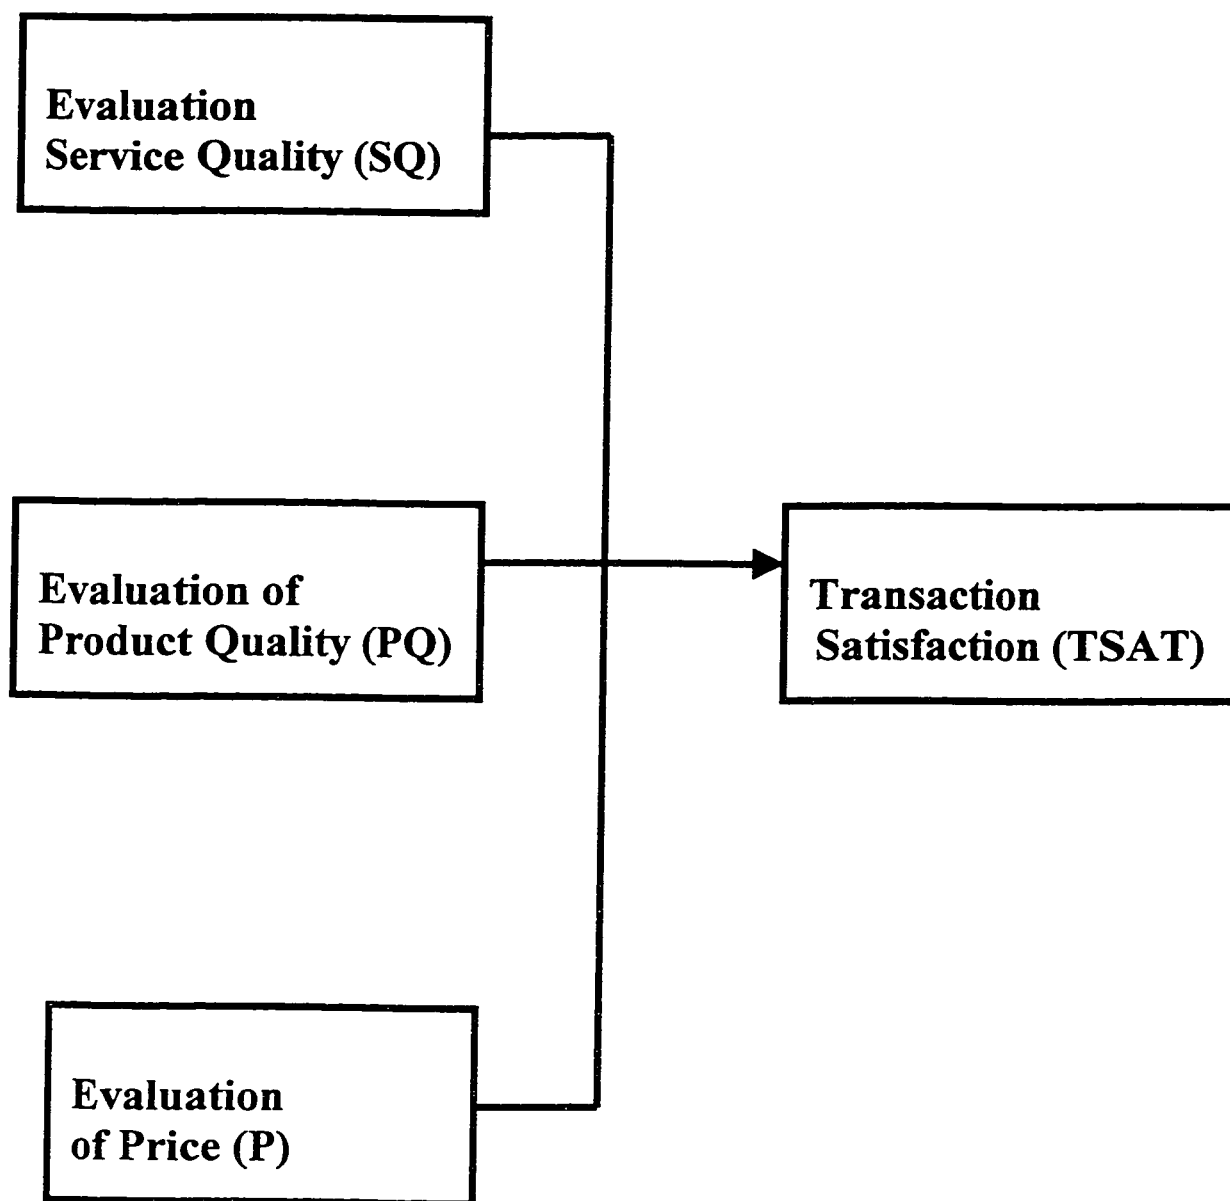 Evaluation
Service Quality (SQ)
Evaluation of
Product Quality (PQ)
Transaction
Satisfaction (TSAT)
Evaluation
of Price (P)